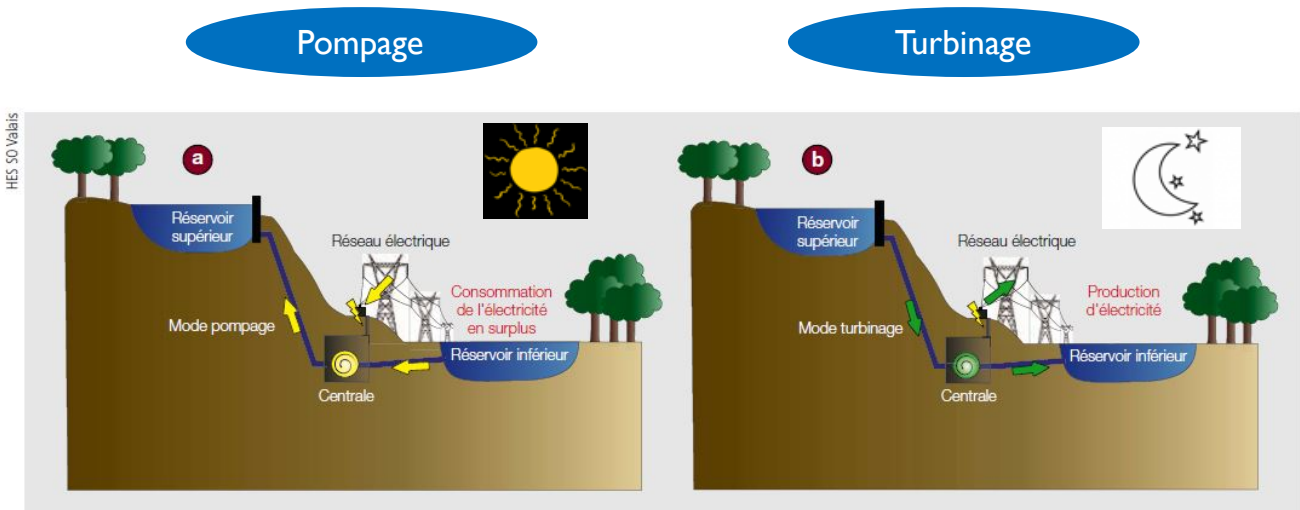 Pompage
Turbinage
HES SO Valais
a
Réservoir
supérieur
Réseau électrique
Consommation
de l'électricité
en surplus
Mode pompage
Réservoir inférieur
Centrale
b
Réservoir
supérieur
Réseau électrique
Production
d'électricité
Mode turbinage
Réservoir inférieur
Centrale